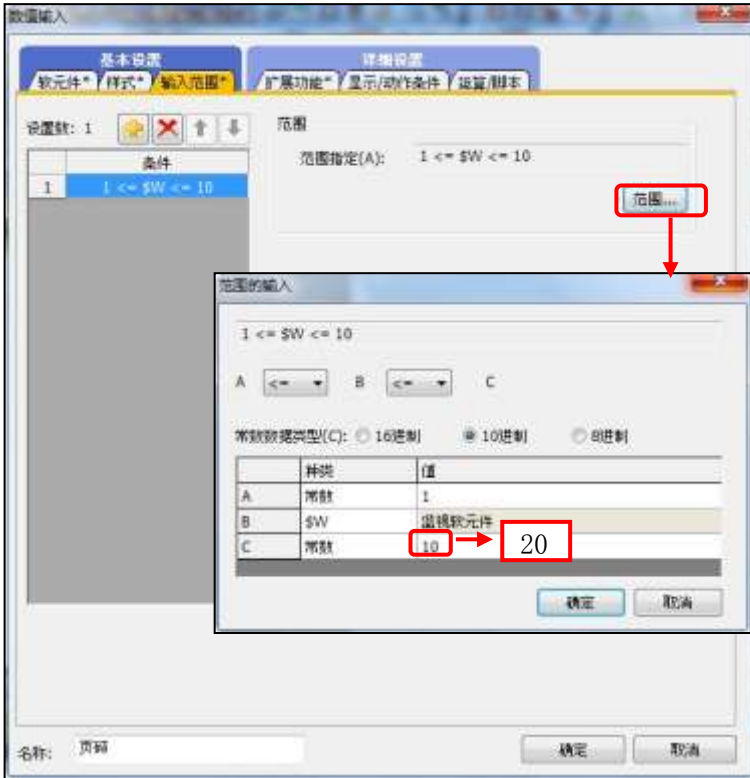 数值输入
基本设置
详细设置
软元件* 样式* 输入范围* 扩展功能* 显示/动作条件 运算/脚本
设置数: 1
条件
1 1 <= $W <= 10
范围
范围指定(A): 1 <= $W <= 10
范围...
范围的输入
1 <= $W <= 10
A <= B <= C
常数数据类型(C): 16进制 10进制 8进制
种类 值
A 常数 1
B $W 监视软元件
C 常数 10 20
确定 取消
名称: 页码
确定 取消